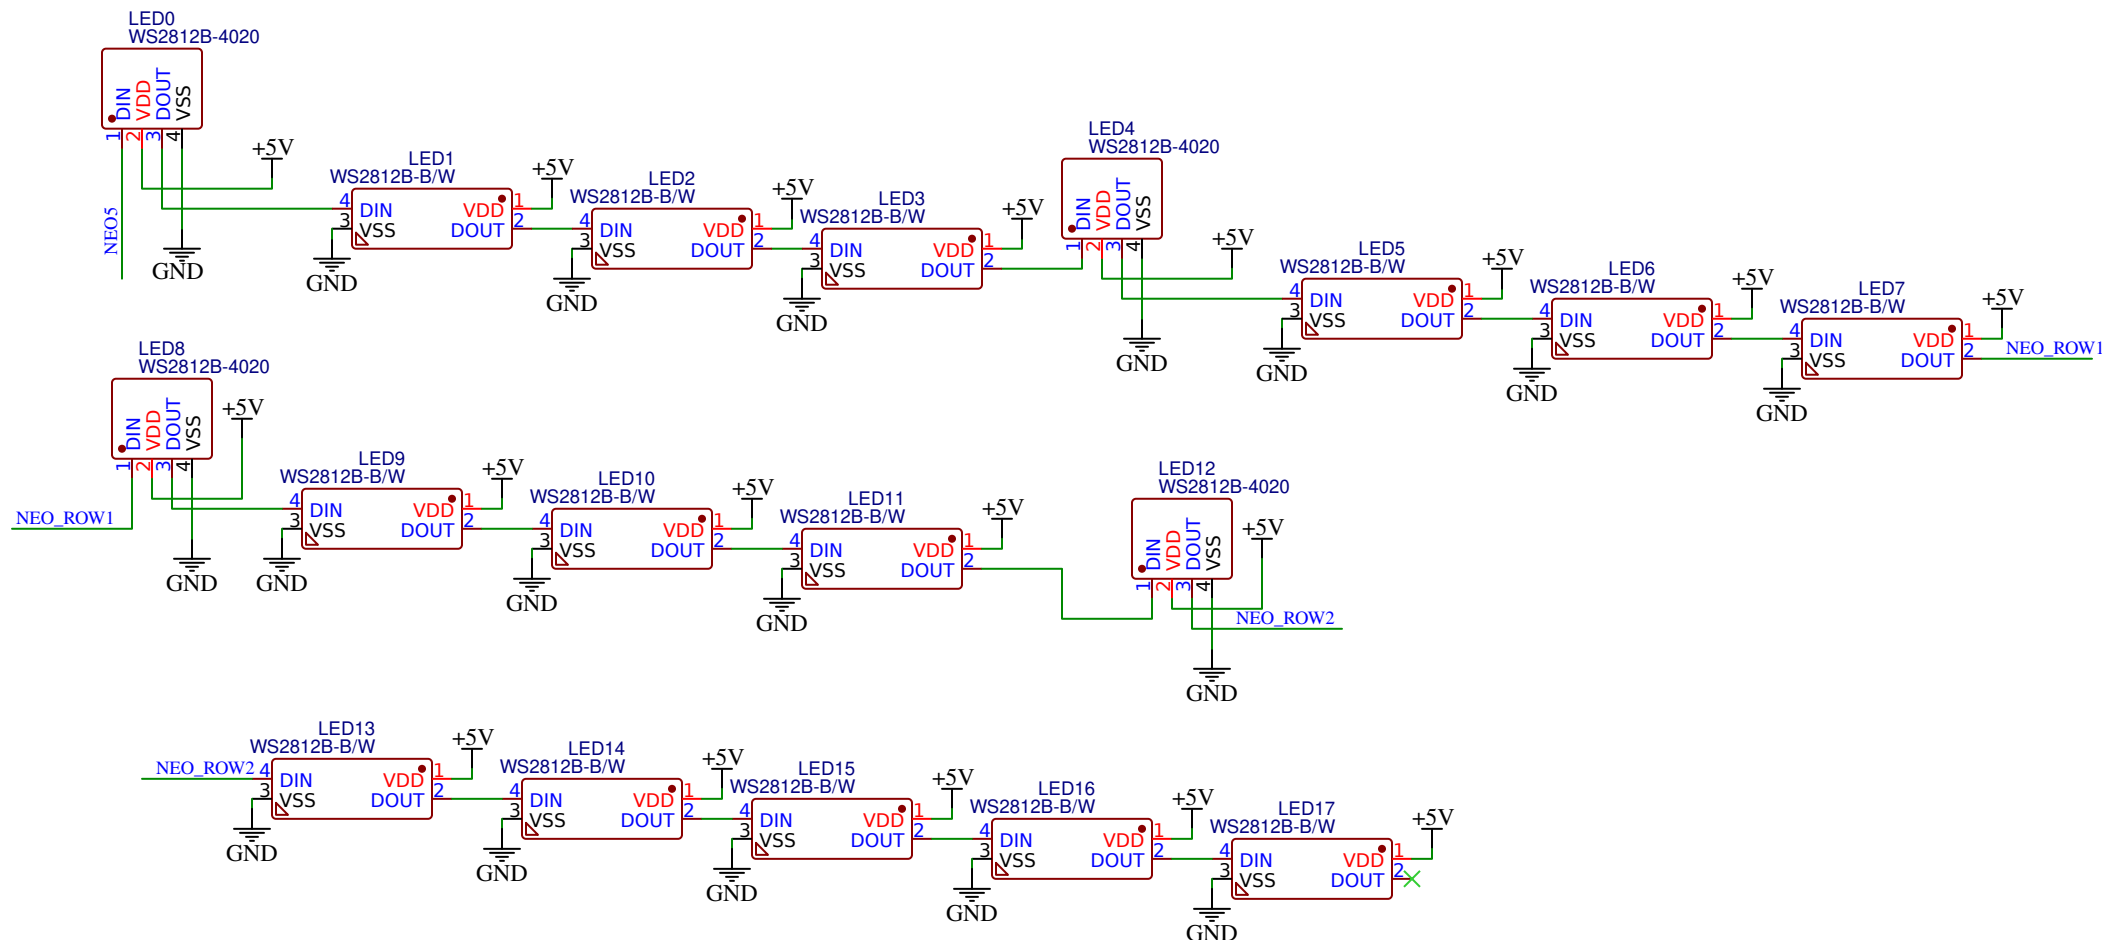 LED0
WS2812B-4020
DIN
VDD
DOUT
VSS
1
2
3
4
NEO5
+5V
GND
LED1
WS2812B-B/W
4 DIN VDD 1
3 VSS DOUT 2
+5V
GND
LED2
WS2812B-B/W
4 DIN VDD 1
3 VSS DOUT 2
+5V
GND
LED3
WS2812B-B/W
4 DIN VDD 1
3 VSS DOUT 2
+5V
GND
LED4
WS2812B-4020
DIN
VDD
DOUT
VSS
1
2
3
4
+5V
GND
LED5
WS2812B-B/W
4 DIN VDD 1
3 VSS DOUT 2
+5V
GND
LED6
WS2812B-B/W
4 DIN VDD 1
3 VSS DOUT 2
+5V
GND
LED7
WS2812B-B/W
4 DIN VDD 1
3 VSS DOUT 2
+5V
NEO_ROW1
GND
LED8
WS2812B-4020
DIN
VDD
DOUT
VSS
1
2
3
4
+5V
NEO_ROW1
GND
LED9
WS2812B-B/W
4 DIN VDD 1
3 VSS DOUT 2
+5V
GND
LED10
WS2812B-B/W
4 DIN VDD 1
3 VSS DOUT 2
+5V
GND
LED11
WS2812B-B/W
4 DIN VDD 1
3 VSS DOUT 2
+5V
GND
LED12
WS2812B-4020
DIN
VDD
DOUT
VSS
1
2
3
4
+5V
NEO_ROW2
GND
LED13
WS2812B-B/W
NEO_ROW2
4 DIN VDD 1
3 VSS DOUT 2
+5V
GND
LED14
WS2812B-B/W
4 DIN VDD 1
3 VSS DOUT 2
+5V
GND
LED15
WS2812B-B/W
4 DIN VDD 1
3 VSS DOUT 2
+5V
GND
LED16
WS2812B-B/W
4 DIN VDD 1
3 VSS DOUT 2
+5V
GND
LED17
WS2812B-B/W
4 DIN VDD 1
3 VSS DOUT 2
+5V
GND